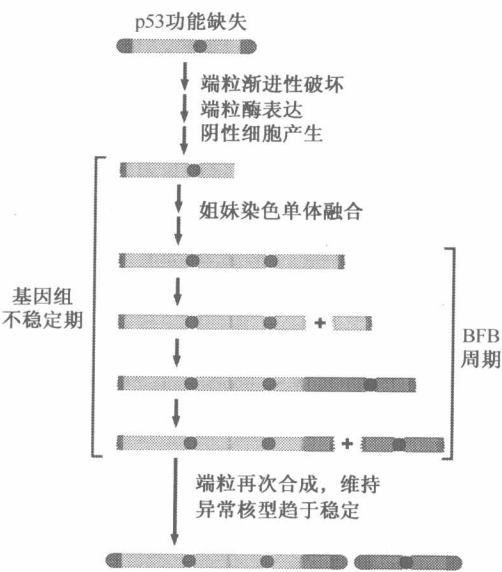 p53功能缺失
端粒渐进性破坏
端粒酶表达
阴性细胞产生
姐妹染色单体融合
基因组
不稳定期
+
BFB
周期
+
端粒再次合成，维持
异常核型趋于稳定